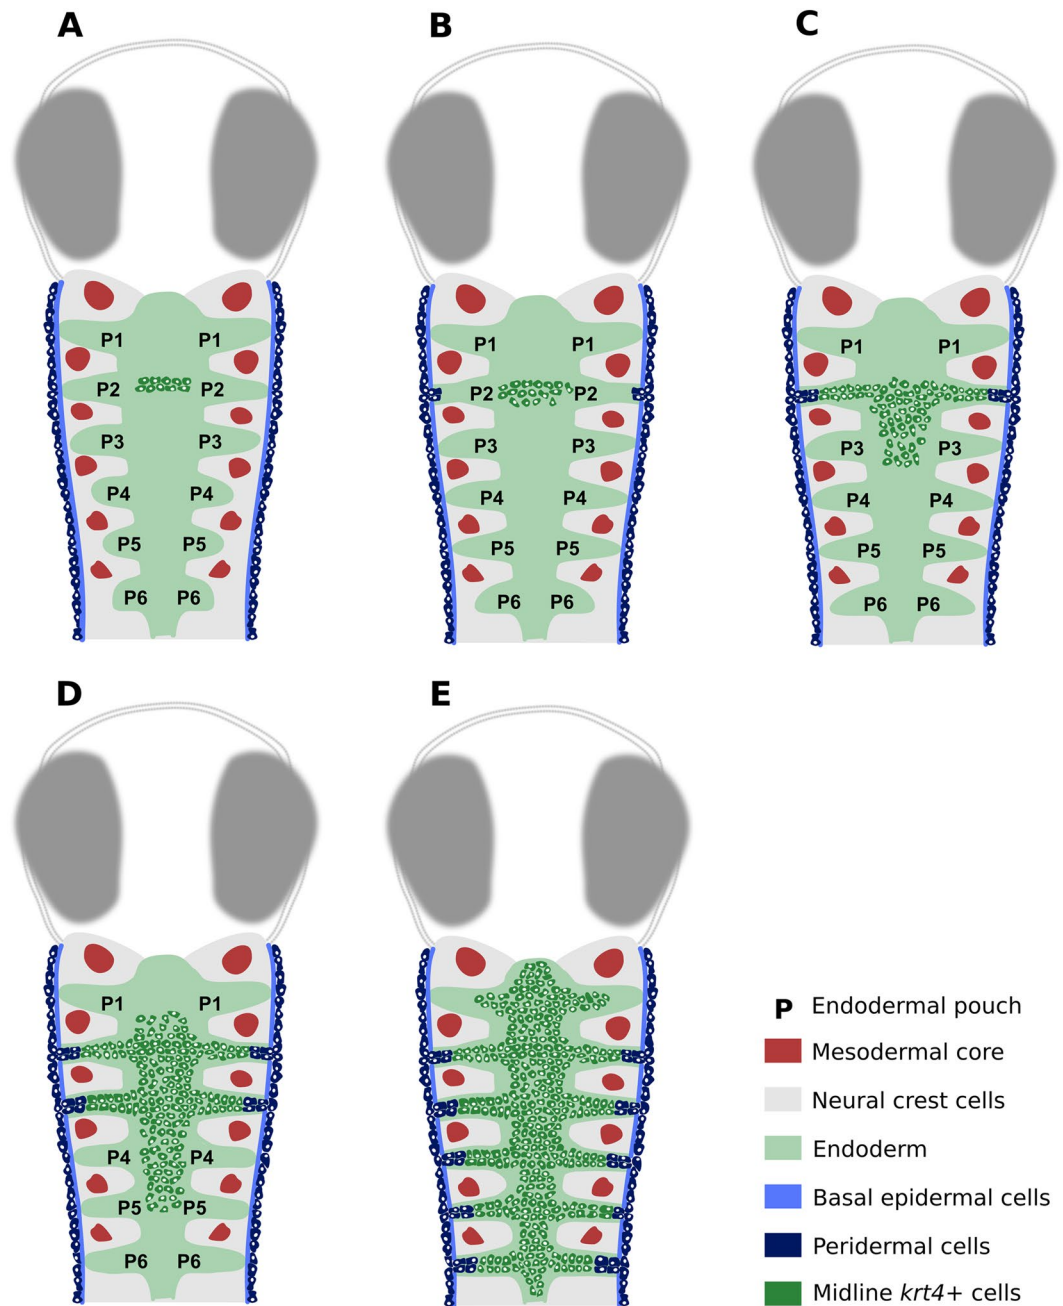 A
B
C
P1 P1
P2 P2
P3 P3
P4 P4
P5 P5
P6 P6
P1 P1
P2 P2
P3 P3
P4 P4
P5 P5
P6 P6
P1 P1
P3 P3
P4 P4
P5 P5
P6 P6
D
E
P1 P1
P4 P4
P5 P5
P6 P6
P Endodermal pouch
Mesodermal core
Neural crest cells
Endoderm
Basal epidermal cells
Peridermal cells
Midline krt4+ cells